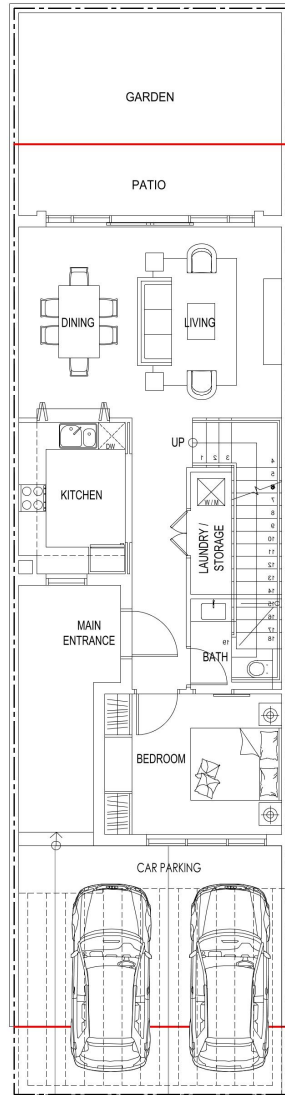 GARDEN
PATIO
DINING
LIVING
UP
1 2 3
4
5
6
7
8
9
10
11
12
13
14
15
16
17
18
19
DW
KITCHEN
W/M
LAUNDRY /
STORAGE
MAIN
ENTRANCE
BATH
BEDROOM
CAR PARKING